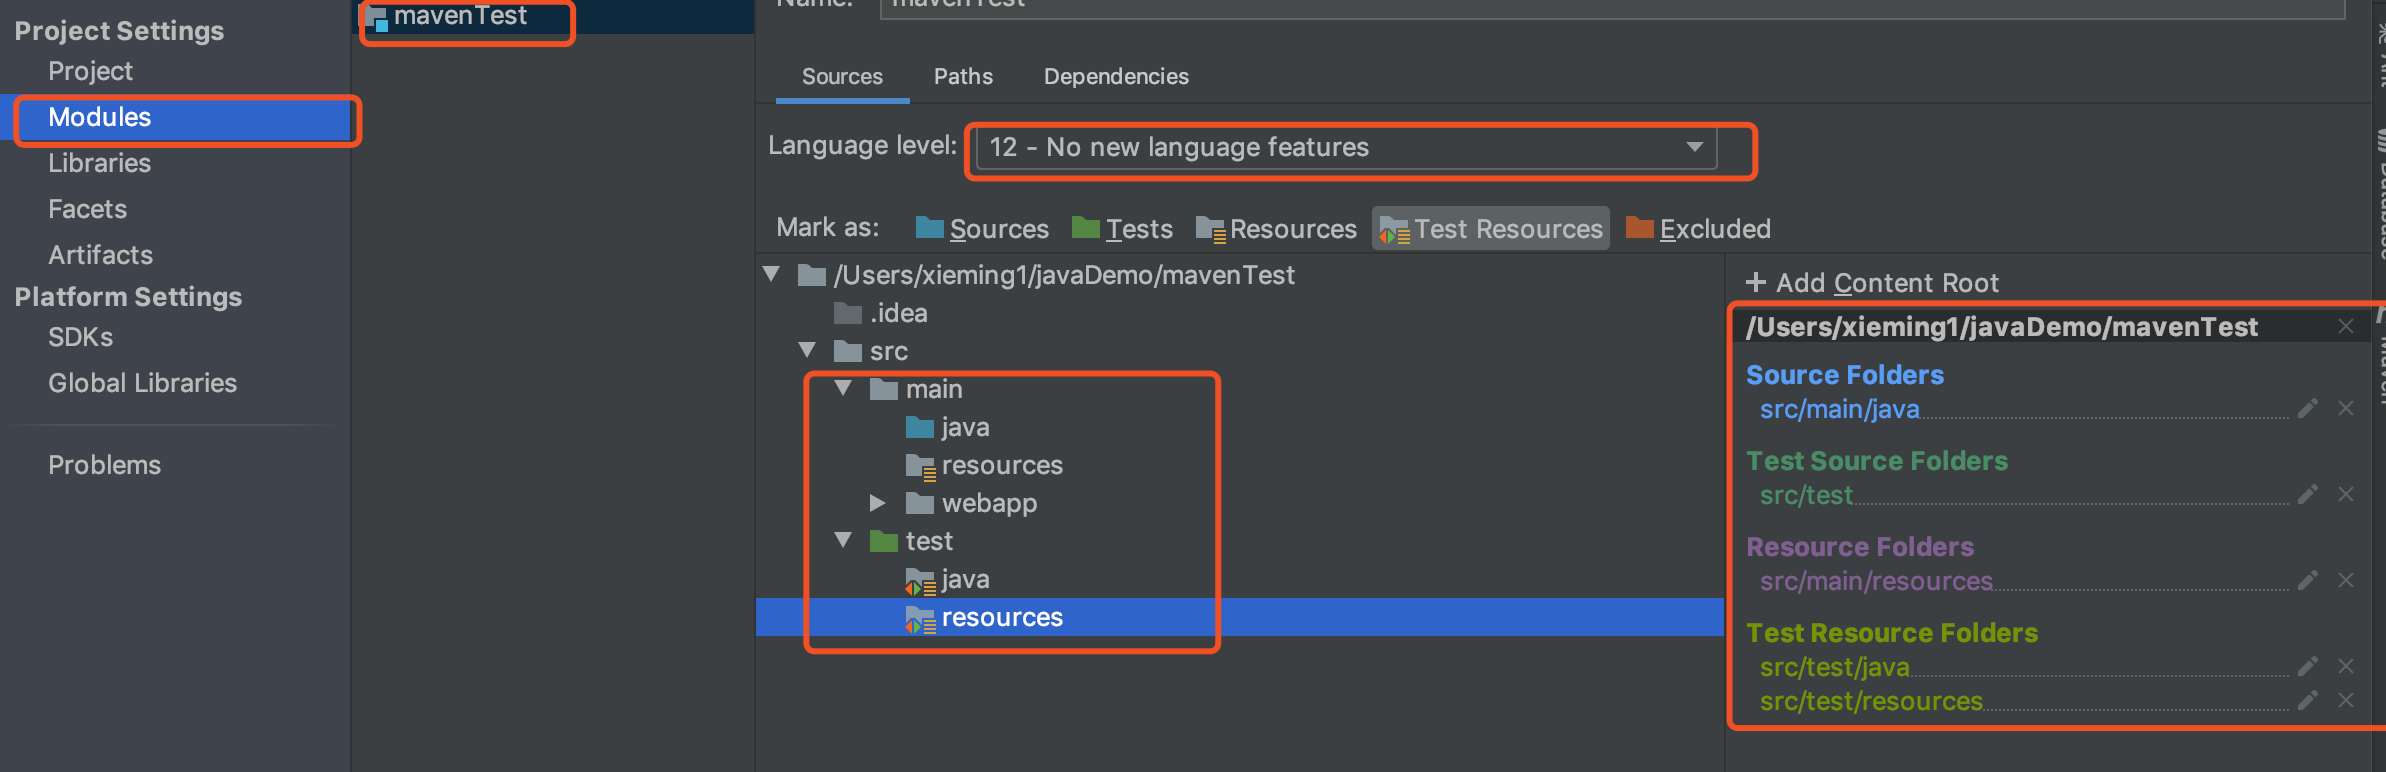 Project Settings
Project
Modules
Libraries
Facets
Artifacts
Platform Settings
SDKs
Global Libraries
Problems
mavenTest
Name: mavenTest
Sources Paths Dependencies
Language level: 12 - No new language features
Mark as: Sources Tests Resources Test Resources Excluded
/Users/xieming1/javaDemo/mavenTest
.idea
src
main
java
resources
webapp
test
java
resources
+ Add Content Root
/Users/xieming1/javaDemo/mavenTest
Source Folders
src/main/java
Test Source Folders
src/test
Resource Folders
src/main/resources
Test Resource Folders
src/test/java
src/test/resources